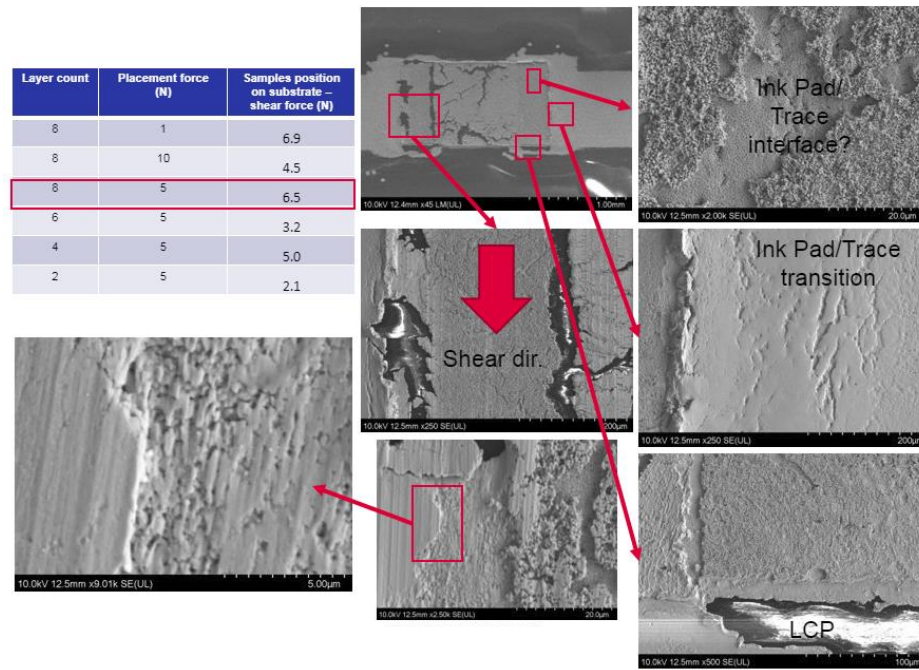 Layer count Placement force (N) Samples position on substrate – shear force (N)
8 1 6.9
8 10 4.5
8 5 6.5
6 5 3.2
4 5 5.0
2 5 2.1
10.0kV 12.4mm x45 LM(UL) 1.00mm
Ink Pad/
Trace
interface?
10.0kV 12.5mm x2.00k SE(UL) 20.0µm
Shear dir.
10.0kV 12.5mm x250 SE(UL) 200µm
Ink Pad/Trace
transition
10.0kV 12.5mm x250 SE(UL) 200µm
10.0kV 12.5mm x9.01k SE(UL) 5.00µm
10.0kV 12.5mm x2.50k SE(UL) 20.0µm
LCP
10.0kV 12.5mm x500 SE(UL) 100µm